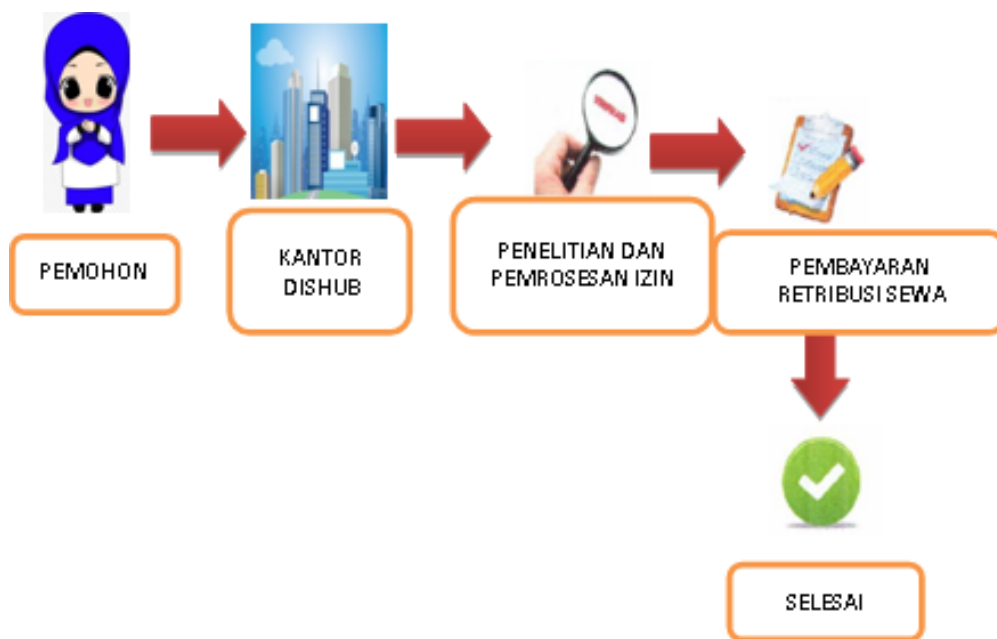 PEMOHON
KANTOR
DISHUB
PENELITIAN DAN
PEMROSESAN IZIN
PEMBAYARAN
RETRIBUSI SEWA
SELESAI